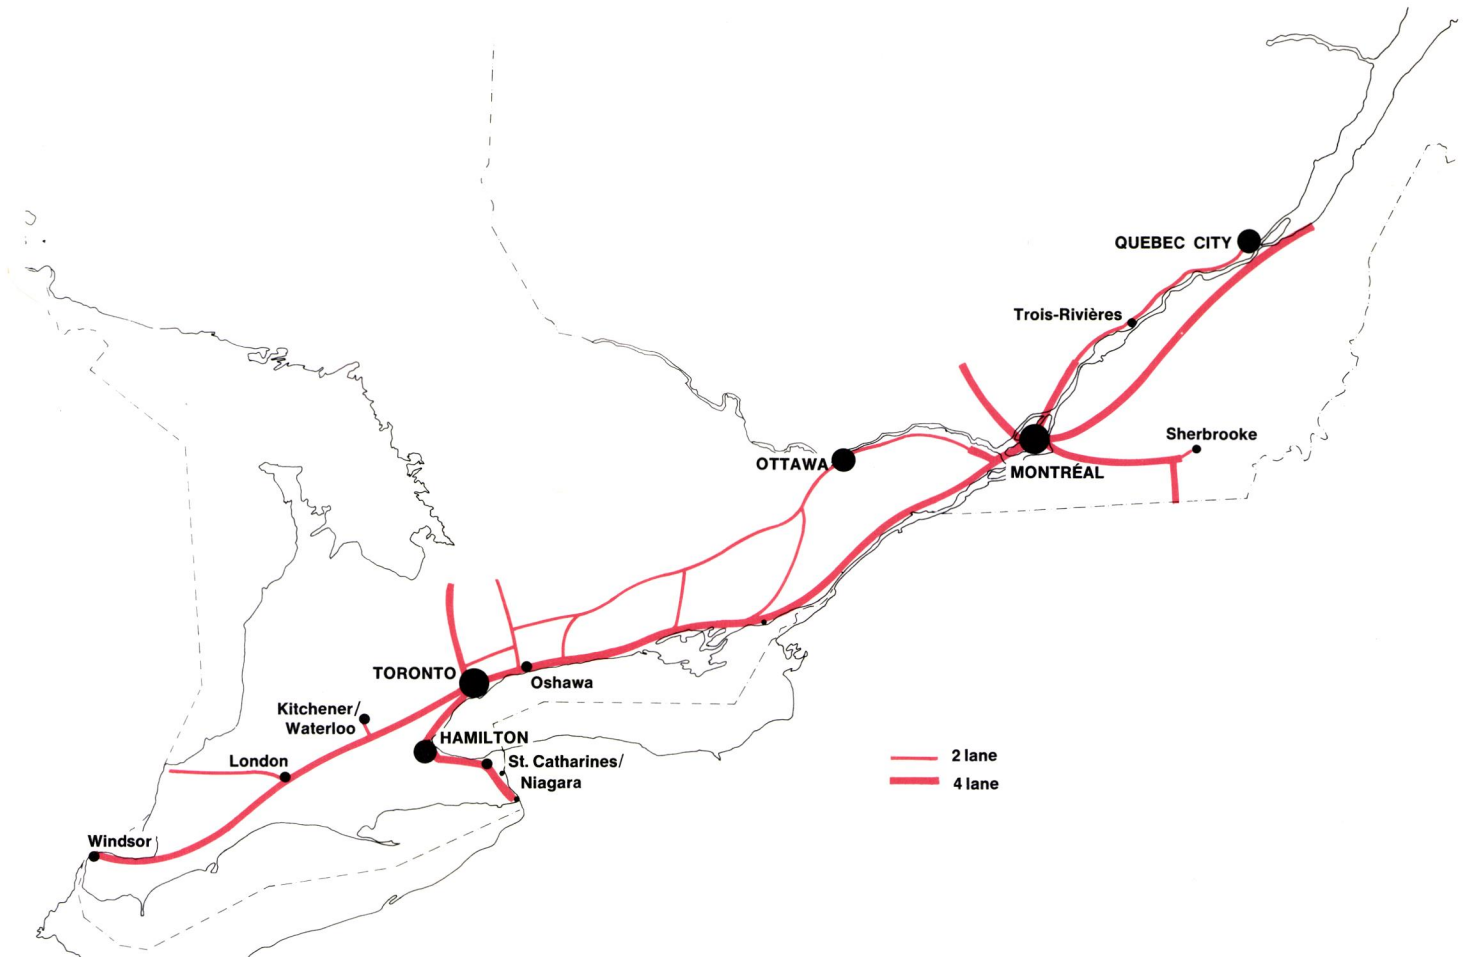 QUEBEC CITY
Trois-Rivières
Sherbrooke
OTTAWA
MONTRÉAL
TORONTO
Oshawa
Kitchener/
Waterloo
HAMILTON
London
St. Catharines/
Niagara
2 lane
4 lane
Windsor